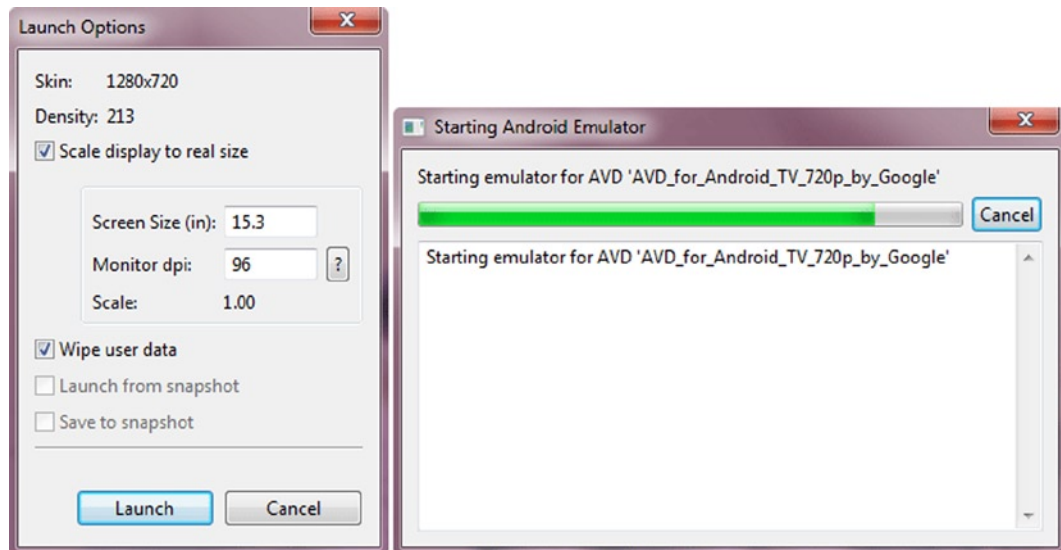 Launch Options
Skin: 1280x720
Density: 213
Scale display to real size
Screen Size (in): 15.3
Monitor dpi: 96 ?
Scale: 1.00
Wipe user data
Launch from snapshot
Save to snapshot
Launch Cancel
Starting Android Emulator
Starting emulator for AVD 'AVD_for_Android_TV_720p_by_Google'
Cancel
Starting emulator for AVD 'AVD_for_Android_TV_720p_by_Google'